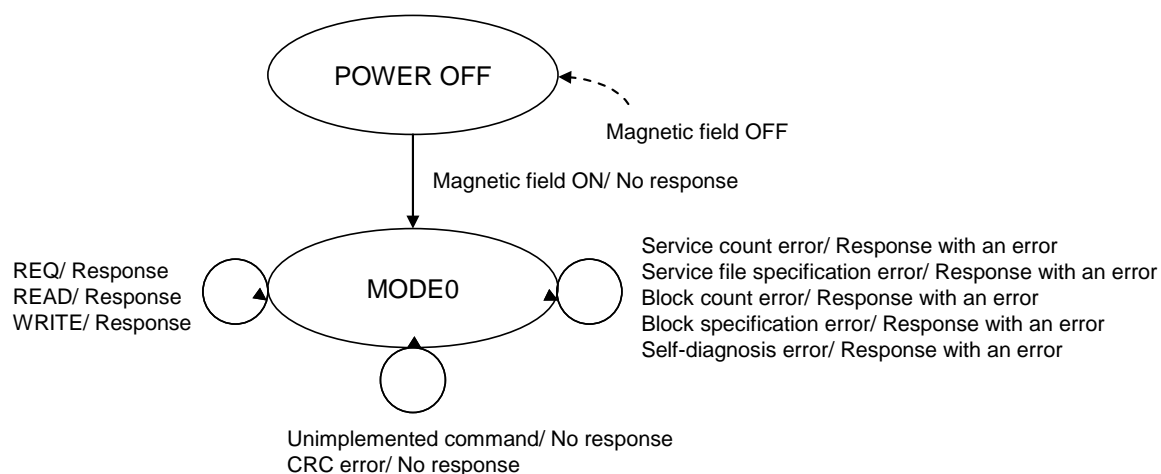 POWER OFF
Magnetic field OFF
Magnetic field ON/ No response
REQ/ Response
READ/ Response
WRITE/ Response
MODE0
Service count error/ Response with an error
Service file specification error/ Response with an error
Block count error/ Response with an error
Block specification error/ Response with an error
Self-diagnosis error/ Response with an error
Unimplemented command/ No response
CRC error/ No response